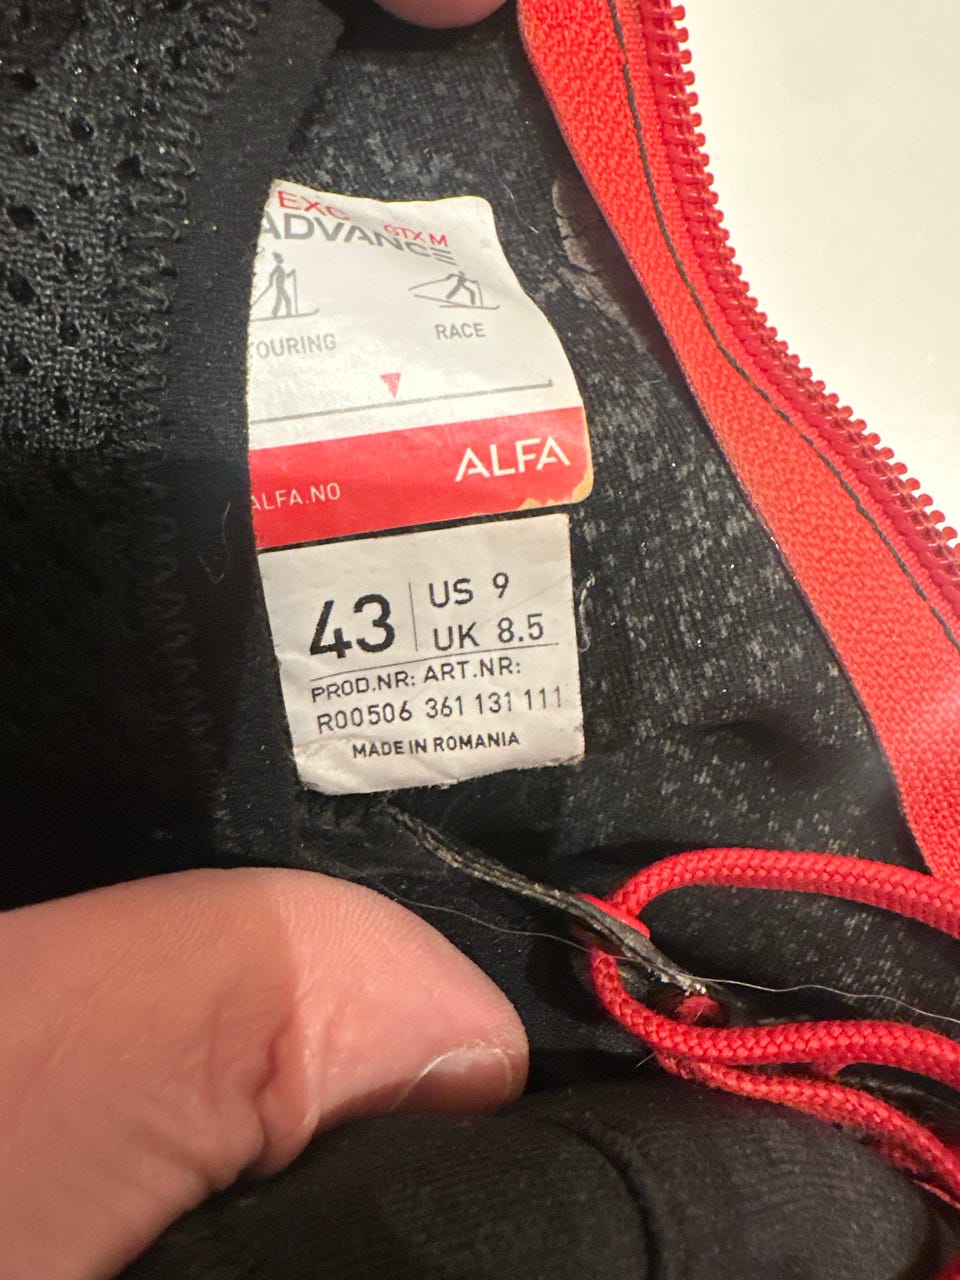 EXC
ADVANCE GTX M
TOURING RACE
ALFA
ALFA.NO
43 US 9
UK 8.5
PROD.NR: ART.NR:
R00506 361 131 111
MADE IN ROMANIA